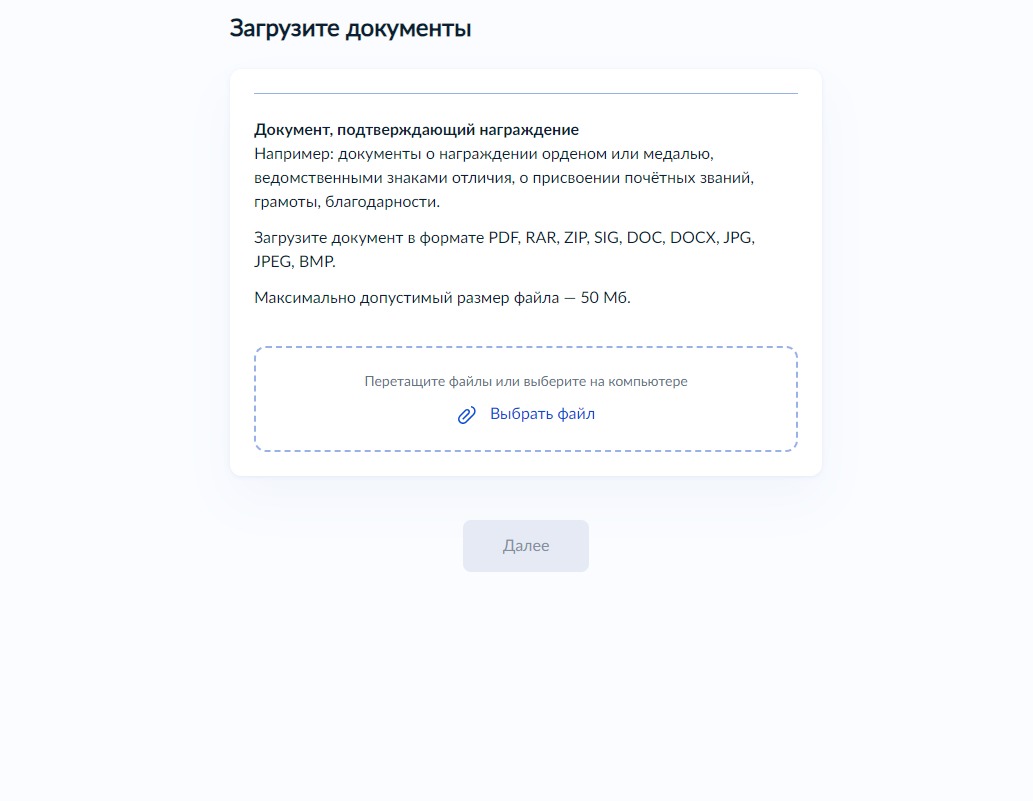 Загрузите документы
Документ, подтверждающий награждение
Например: документы о награждении орденом или медалью,
ведомственными знаками отличия, о присвоении почётных званий,
грамоты, благодарности.
Загрузите документ в формате PDF, RAR, ZIP, SIG, DOC, DOCX, JPG,
JPEG, BMP.
Максимально допустимый размер файла — 50 Мб.
Перетащите файлы или выберите на компьютере
Выбрать файл
Далее